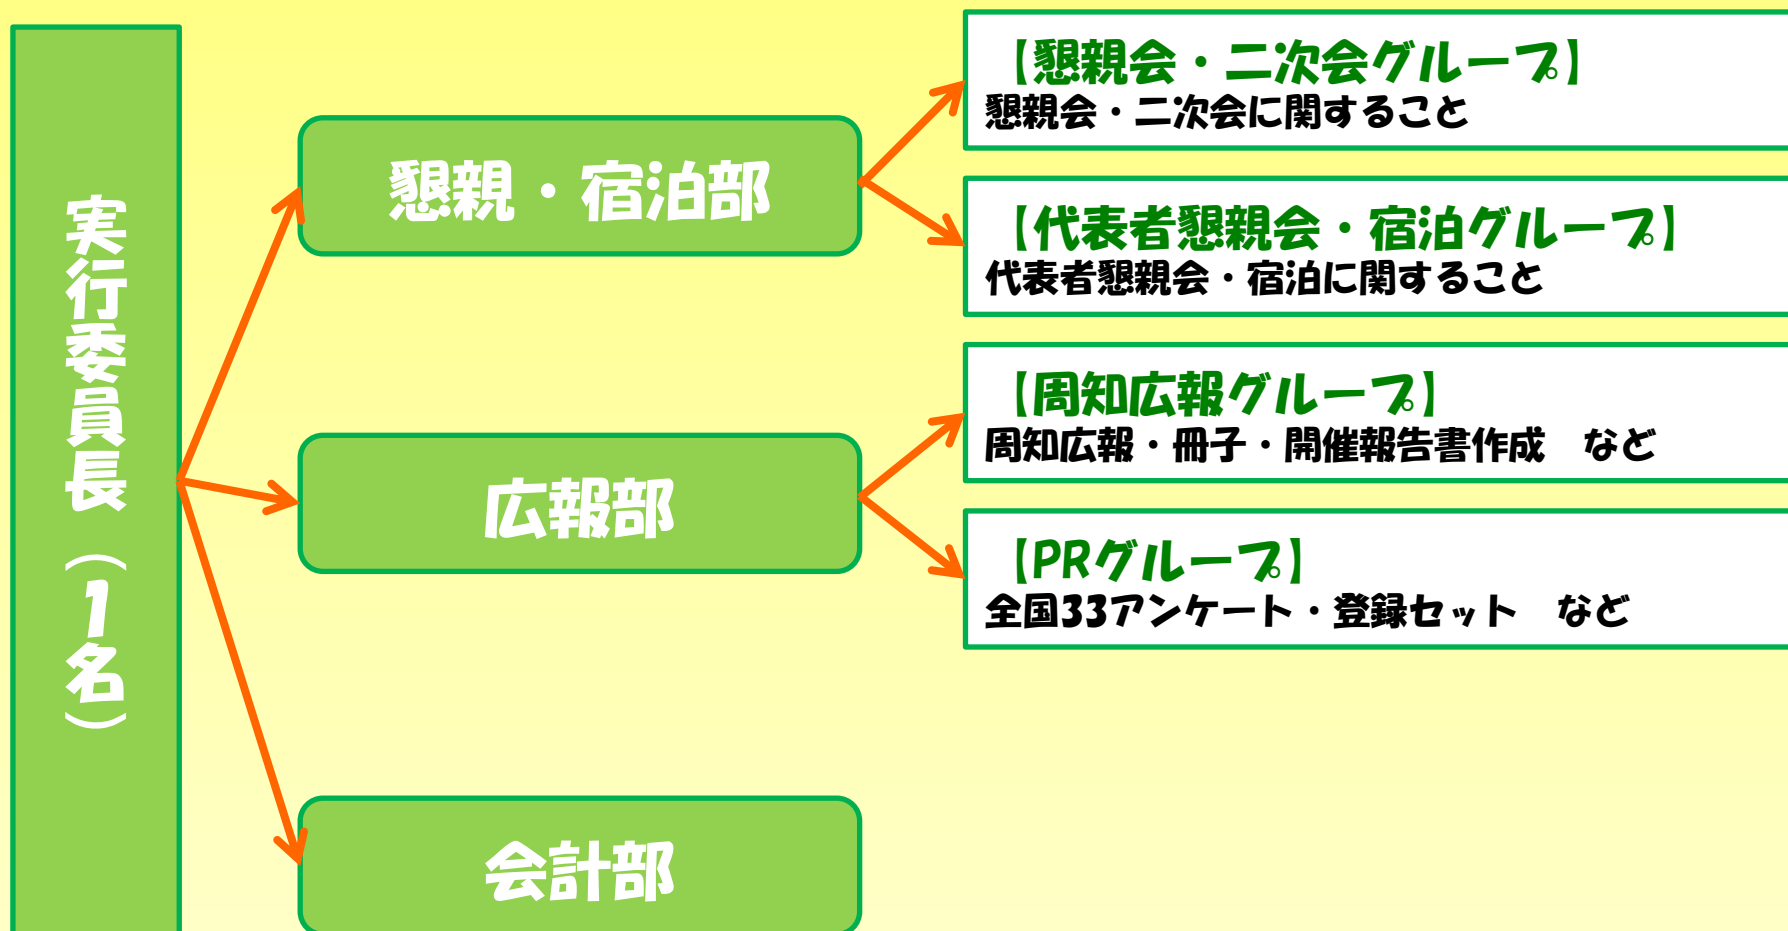 実行委員長（1名）
懇親・宿泊部
【懇親会・二次会グループ】
懇親会・二次会に関すること
【代表者懇親会・宿泊グループ】
代表者懇親会・宿泊に関すること
広報部
【周知広報グループ】
周知広報・冊子・開催報告書作成　など
【PRグループ】
全国33アンケート・登録セット　など
会計部